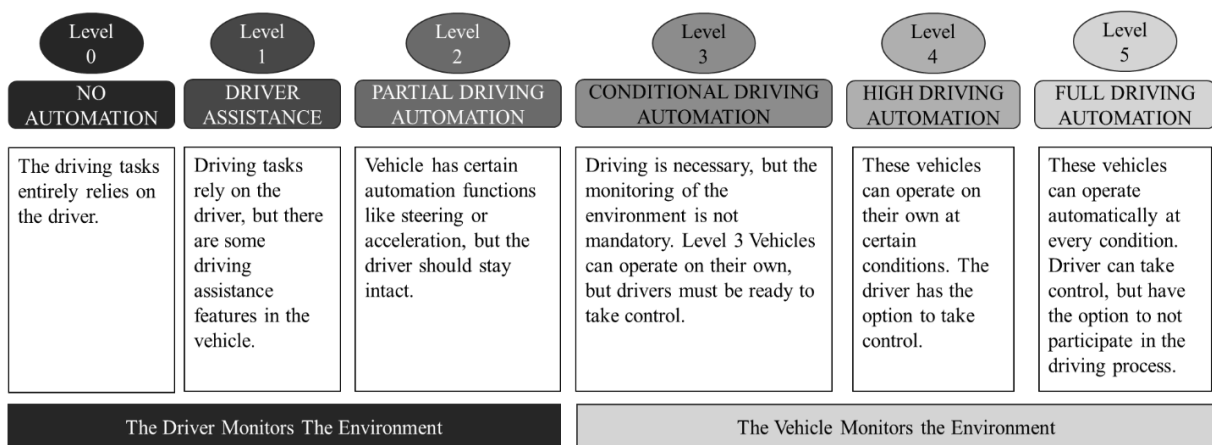 Level
0
Level
1
Level
2
Level
3
Level
4
Level
5
NO
AUTOMATION
DRIVER
ASSISTANCE
PARTIAL DRIVING
AUTOMATION
CONDITIONAL DRIVING
AUTOMATION
HIGH DRIVING
AUTOMATION
FULL DRIVING
AUTOMATION
The driving tasks
entirely relies on
the driver.
Driving tasks
rely on the
driver, but there
are some
driving
assistance
features in the
vehicle.
Vehicle has certain
automation functions
like steering or
acceleration, but the
driver should stay
intact.
Driving is necessary, but the
monitoring of the
environment is not
mandatory. Level 3 Vehicles
can operate on their own,
but drivers must be ready to
take control.
These vehicles
can operate on
their own at
certain
conditions. The
driver has the
option to take
control.
These vehicles
can operate
automatically at
every condition.
Driver can take
control, but have
the option to not
participate in the
driving process.
The Driver Monitors The Environment
The Vehicle Monitors the Environment